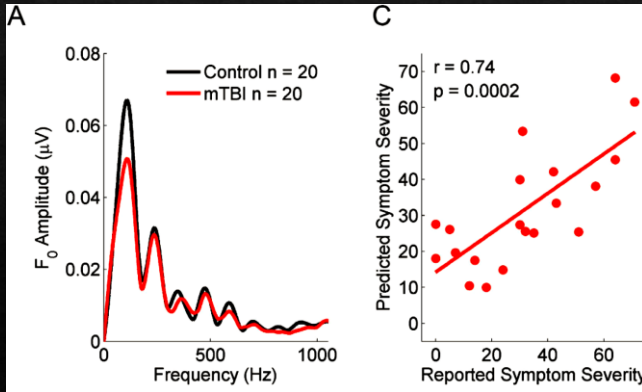 A
C
0.08
0.06
0.04
0.02
0
F0 Amplitude (μV)
Control n = 20
mTBI n = 20
0
500
1000
Frequency (Hz)
r = 0.74
p = 0.0002
70
60
50
40
30
20
10
0
Predicted Symptom Severity
0
20
40
60
Reported Symptom Severity